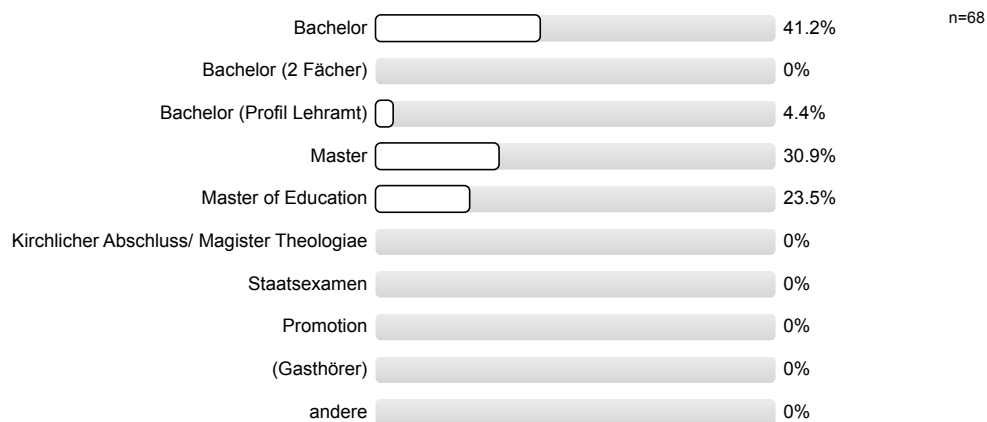 n=68
Bachelor 41.2%
Bachelor (2 Fächer) 0%
Bachelor (Profil Lehramt) 4.4%
Master 30.9%
Master of Education 23.5%
Kirchlicher Abschluss/ Magister Theologiae 0%
Staatsexamen 0%
Promotion 0%
(Gasthörer) 0%
andere 0%